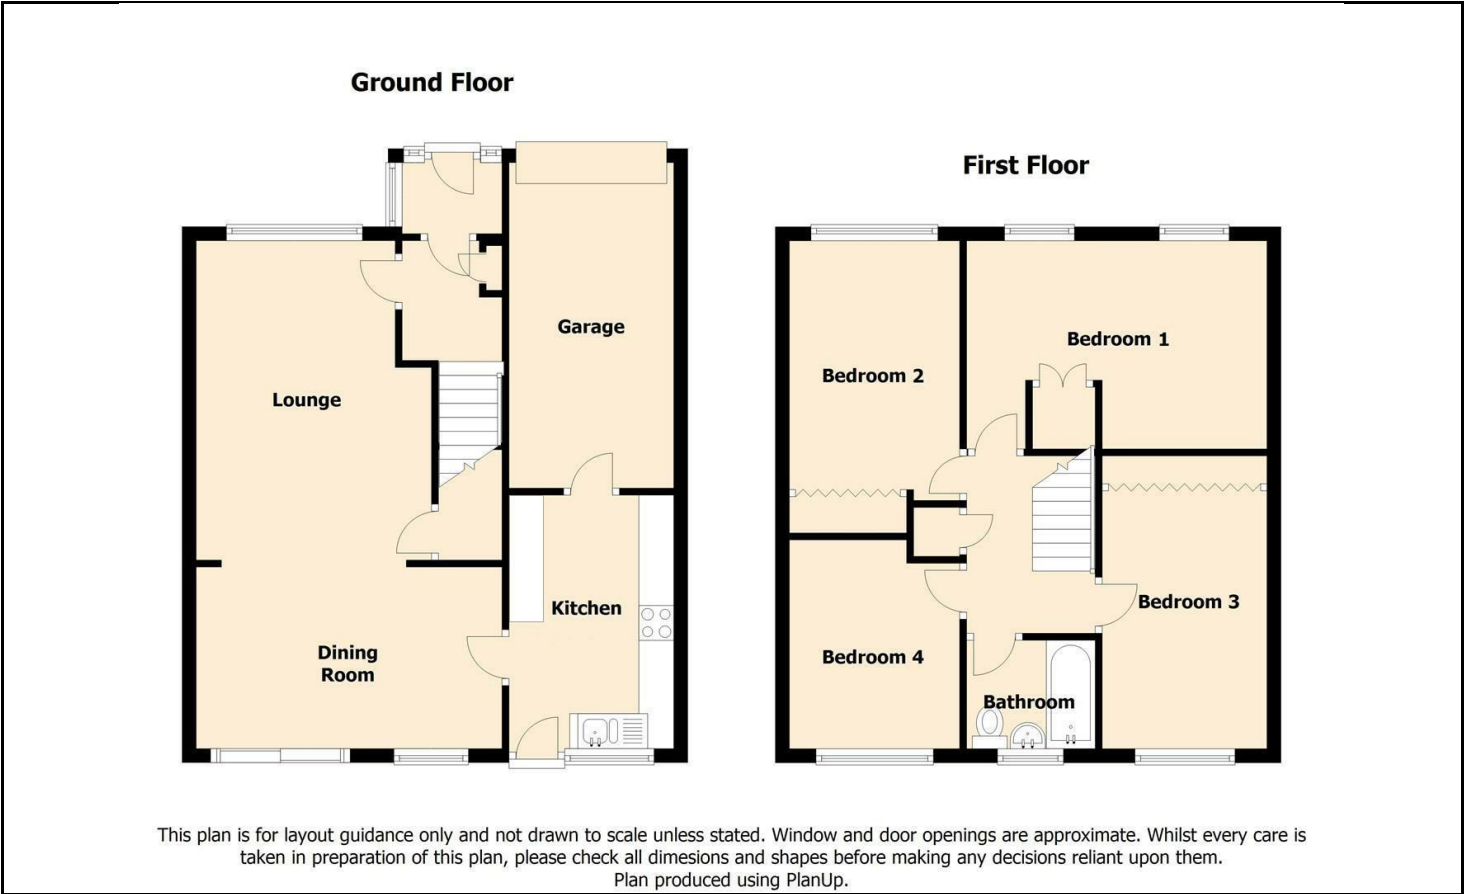 Ground Floor
First Floor
Garage
Lounge
Kitchen
Dining
Room
Bedroom 1
Bedroom 2
Bedroom 3
Bedroom 4
Bathroom
This plan is for layout guidance only and not drawn to scale unless stated. Window and door openings are approximate. Whilst every care is
taken in preparation of this plan, please check all dimesions and shapes before making any decisions reliant upon them.
Plan produced using PlanUp.